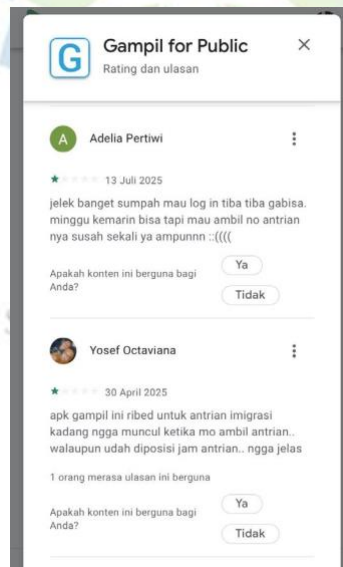 G
Gampil for Public
Rating dan ulasan
A
Adelia Pertiwi
13 Juli 2025
jelek banget sumpah mau log in tiba tiba gabisa.
minggu kemarin bisa tapi mau ambil no antrian
nya susah sekali ya ampunnn ::((((
Apakah konten ini berguna bagi
Anda?
Ya
Tidak
Yosef Octaviana
30 April 2025
apk gampil ini ribed untuk antrian imigrasi
kadang ngga muncul ketika mo ambil antrian..
walaupun udah diposisi jam antrian.. ngga jelas
1 orang merasa ulasan ini berguna
Apakah konten ini berguna bagi
Anda?
Ya
Tidak